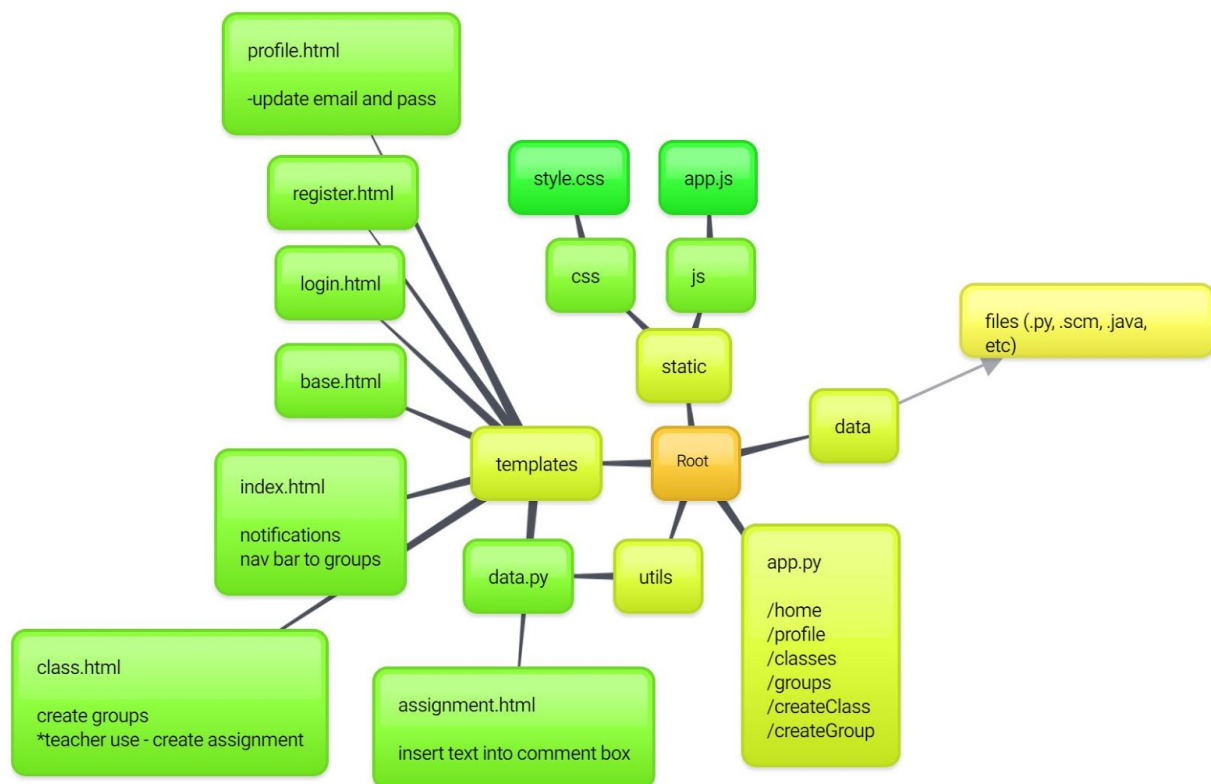 profile.html
-update email and pass
register.html
login.html
base.html
index.html
notifications
nav bar to groups
class.html
create groups
*teacher use - create assignment
style.css
app.js
css
js
static
templates
Root
data
files (.py, .scm, .java,
etc)
data.py
utils
assignment.html
insert text into comment box
app.py
/home
/profile
/classes
/groups
/createClass
/createGroup